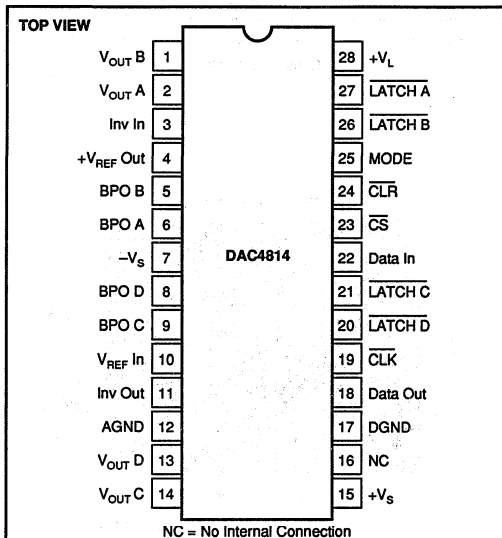 TOP VIEW
V_OUT B 1
V_OUT A 2
Inv In 3
+V_REF Out 4
BPO B 5
BPO A 6
–V_S 7
BPO D 8
BPO C 9
V_REF In 10
Inv Out 11
AGND 12
V_OUT D 13
V_OUT C 14
DAC4814
28 +V_L
27 LATCH A
26 LATCH B
25 MODE
24 CLR
23 CS
22 Data In
21 LATCH C
20 LATCH D
19 CLK
18 Data Out
17 DGND
16 NC
15 +V_S
NC = No Internal Connection